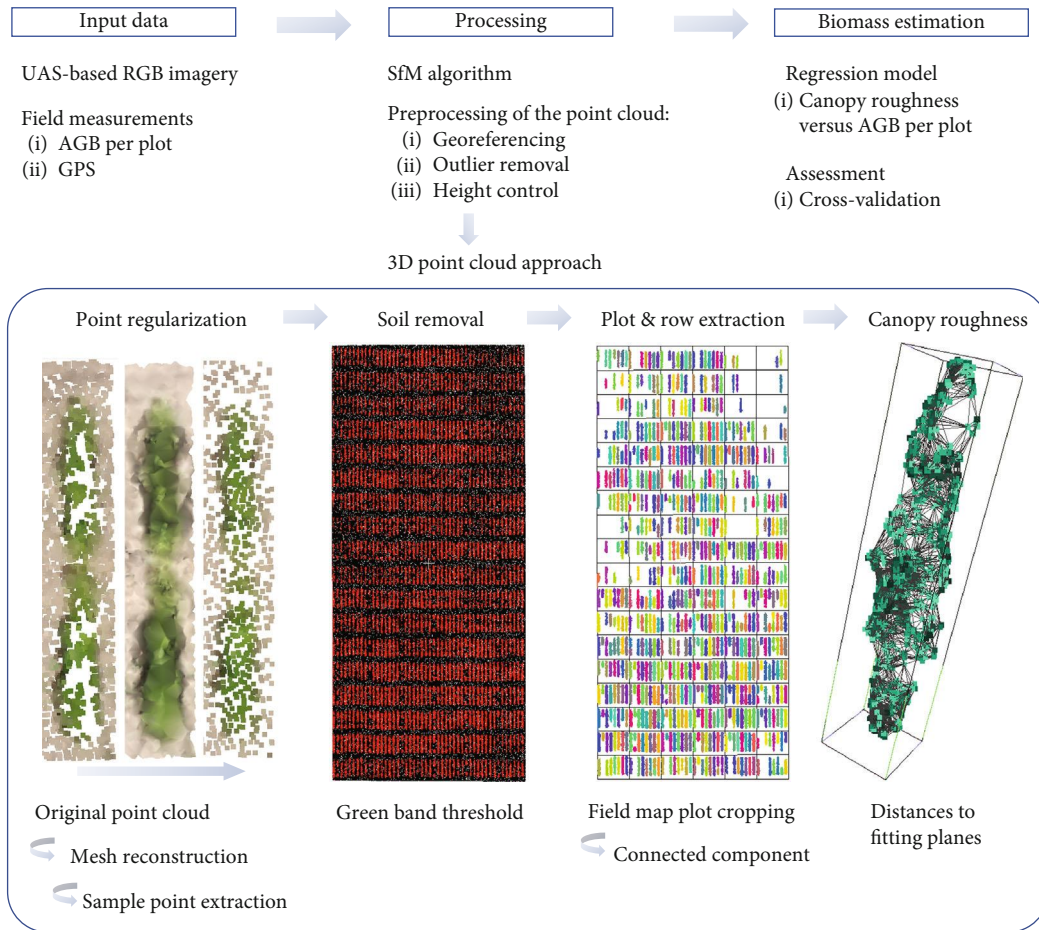 Input data
Processing
Biomass estimation
UAS-based RGB imagery
Field measurements
(i) AGB per plot
(ii) GPS
SfM algorithm
Preprocessing of the point cloud:
(i) Georeferencing
(ii) Outlier removal
(iii) Height control
3D point cloud approach
Regression model
(i) Canopy roughness
versus AGB per plot
Assessment
(i) Cross-validation
Point regularization
Soil removal
Plot & row extraction
Canopy roughness
Original point cloud
Mesh reconstruction
Sample point extraction
Green band threshold
Field map plot cropping
Connected component
Distances to
fitting planes